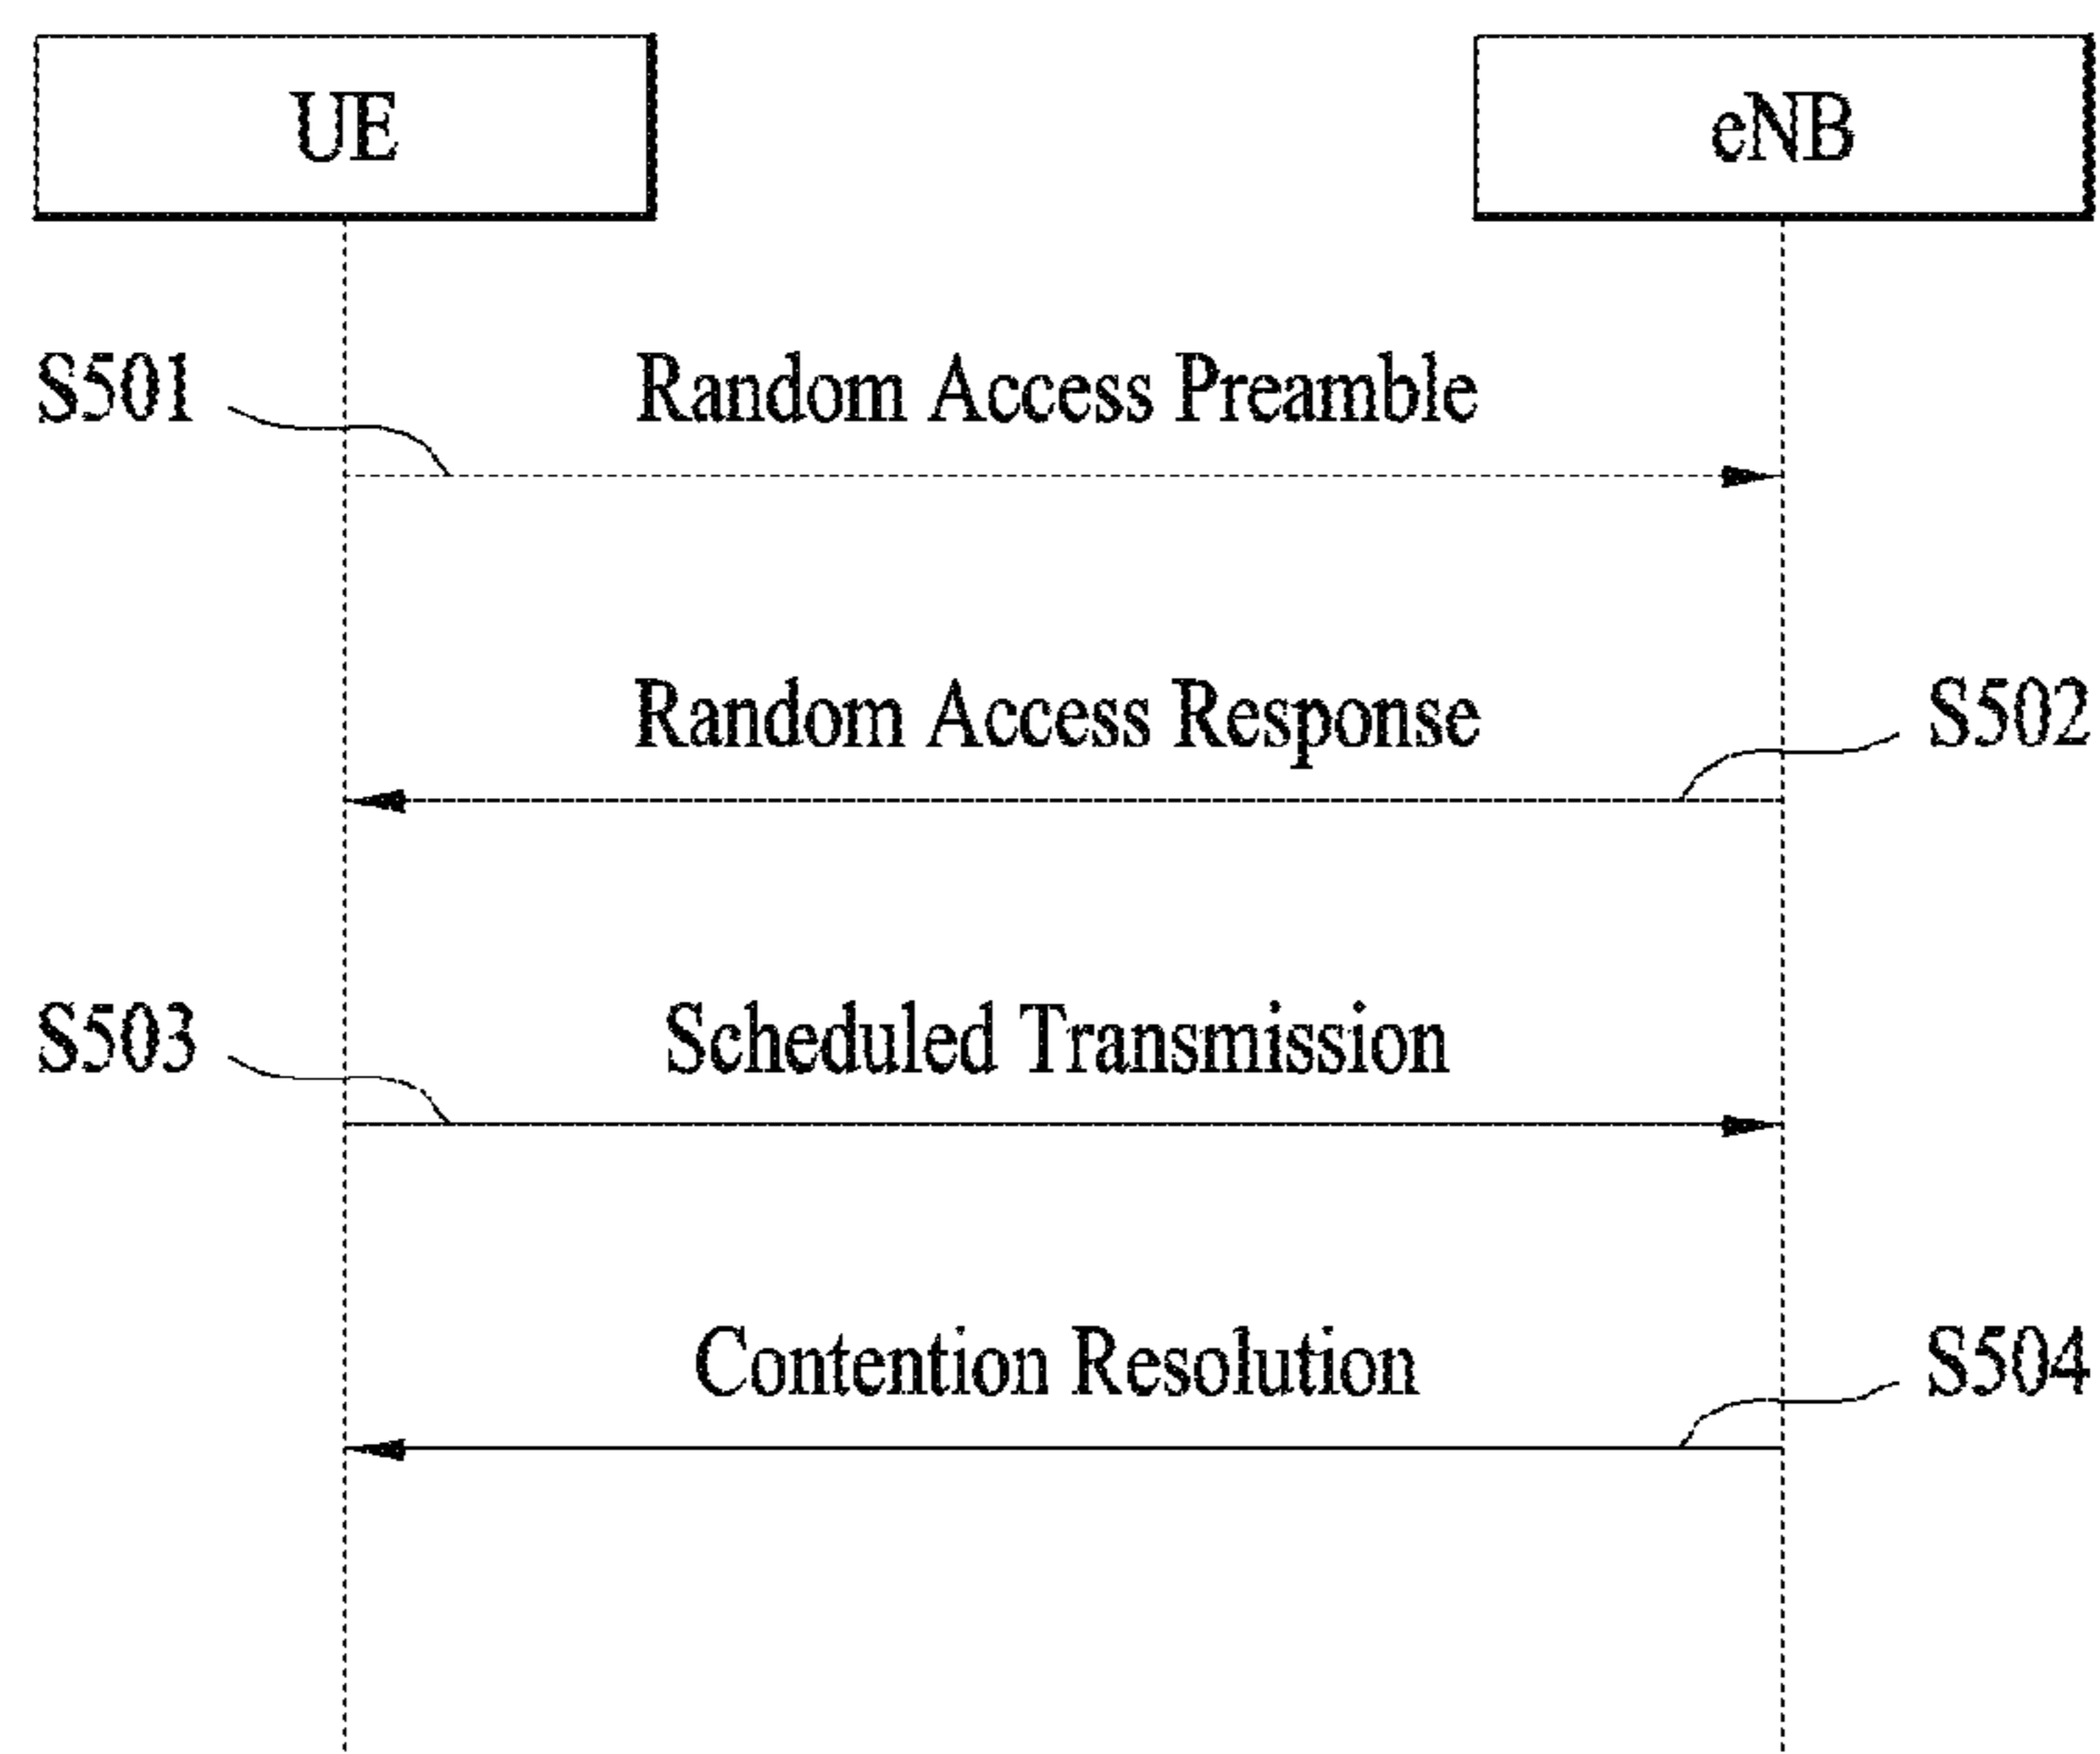 UE
eNB
S501
Random Access Preamble
Random Access Response
S502
S503
Scheduled Transmission
Contention Resolution
S504